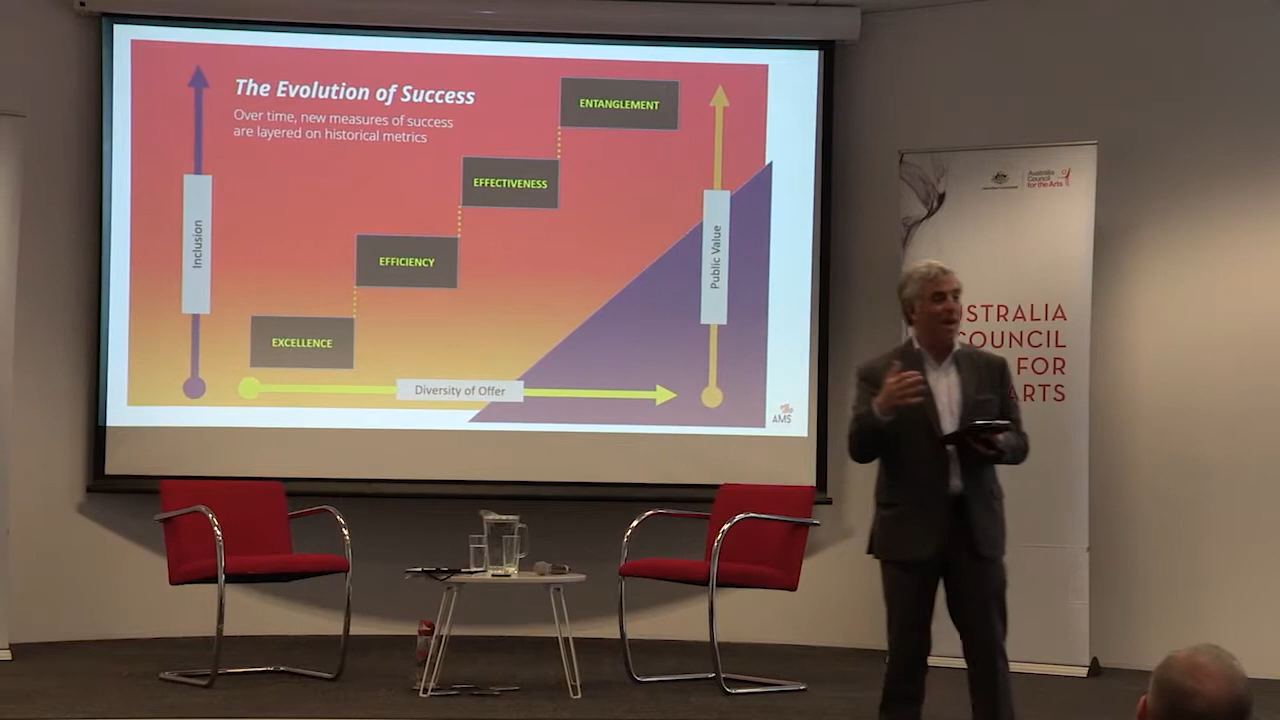 The Evolution of Success
Over time, new measures of success
are layered on historical metrics
ENTANGLEMENT
EFFECTIVENESS
EFFICIENCY
EXCELLENCE
Inclusion
Public Value
Diversity of Offer
AMS
Australia
Council
for the Arts
USTRALIA
COUNCIL
FOR
ARTS